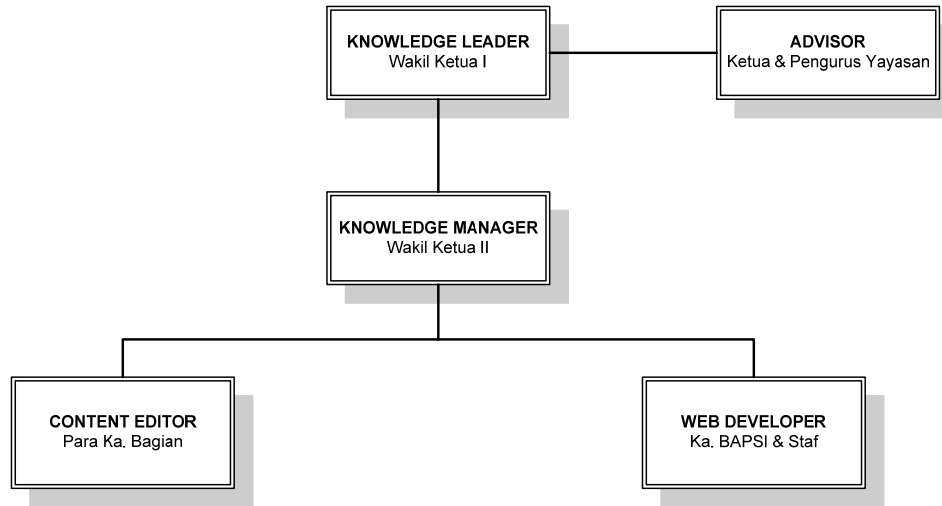 KNOWLEDGE LEADER
Wakil Ketua I
ADVISOR
Ketua & Pengurus Yayasan
KNOWLEDGE MANAGER
Wakil Ketua II
CONTENT EDITOR
Para Ka. Bagian
WEB DEVELOPER
Ka. BAPSI & Staf